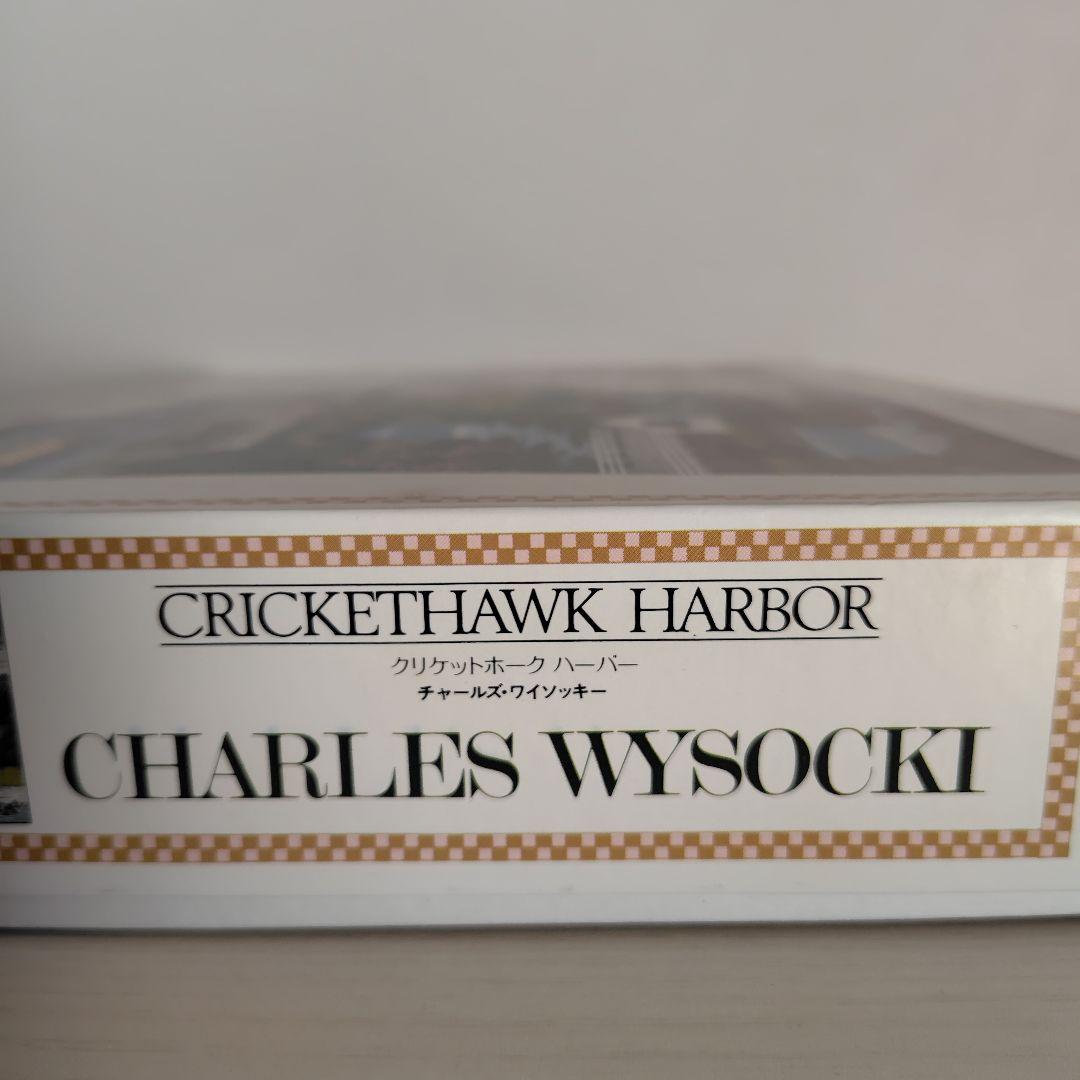 CRICKETHAWK HARBOR
クリケットホーク ハーバー
チャールズ・ワイソッキー
CHARLES WYSOCKI